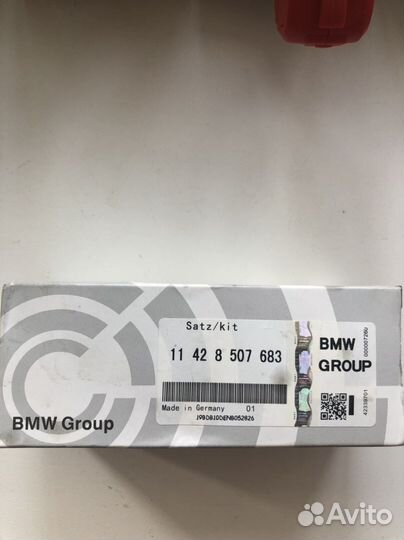 Satz/kit
11 42 8 507 683
BMW
GROUP
Made in Germany 01
BMW Group
Avito